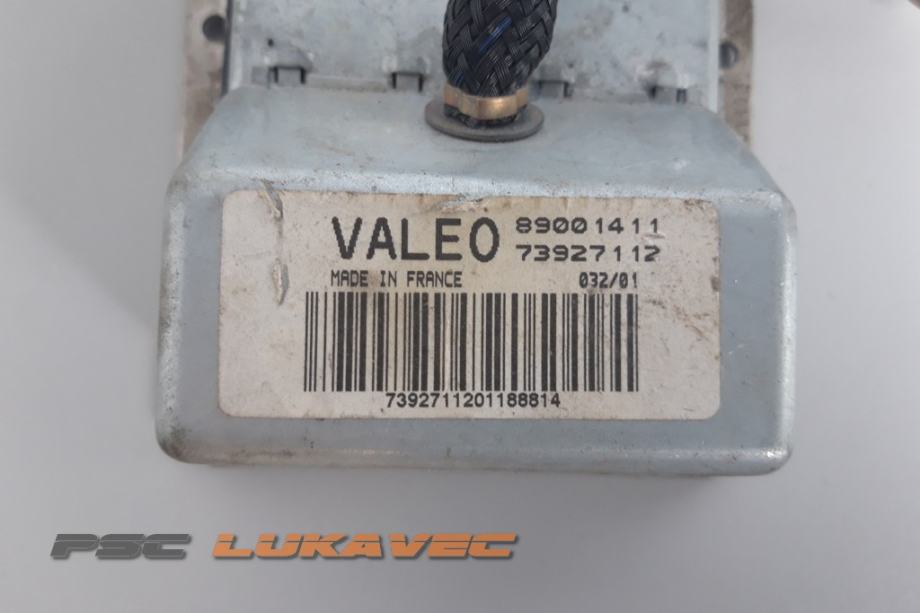 VALEO 89001411
73927112
MADE IN FRANCE 032/01
7392711201188814
PSC LUKAVEC